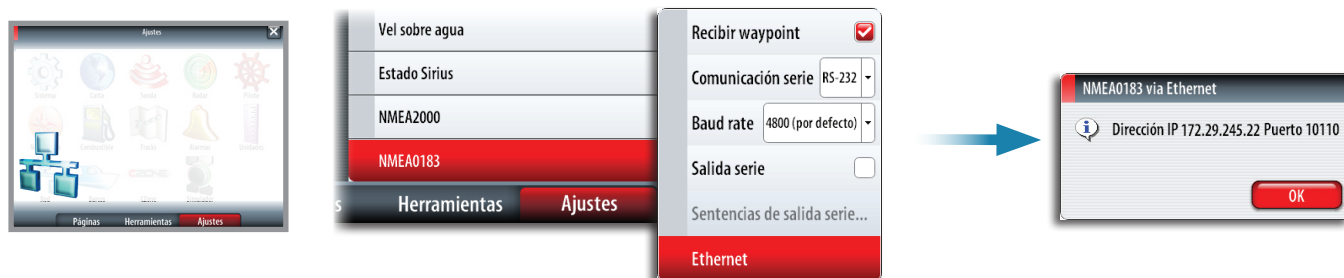 Ajustes
Páginas Herramientas Ajustes
Vel sobre agua
Estado Sirius
NMEA2000
NMEA0183
s Herramientas Ajustes
Recibir waypoint
Comunicación serie RS-232
Baud rate 4800 (por defecto)
Salida serie
Sentencias de salida serie...
Ethernet
NMEA0183 via Ethernet
Dirección IP 172.29.245.22 Puerto 10110
OK